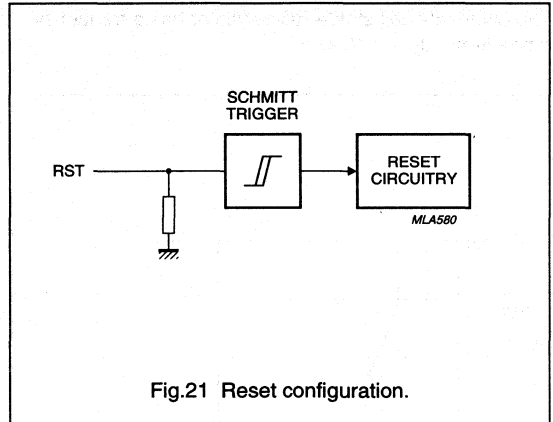 SCHMITT
TRIGGER
RST
RESET
CIRCUITRY
MLA580
Fig.21 Reset configuration.